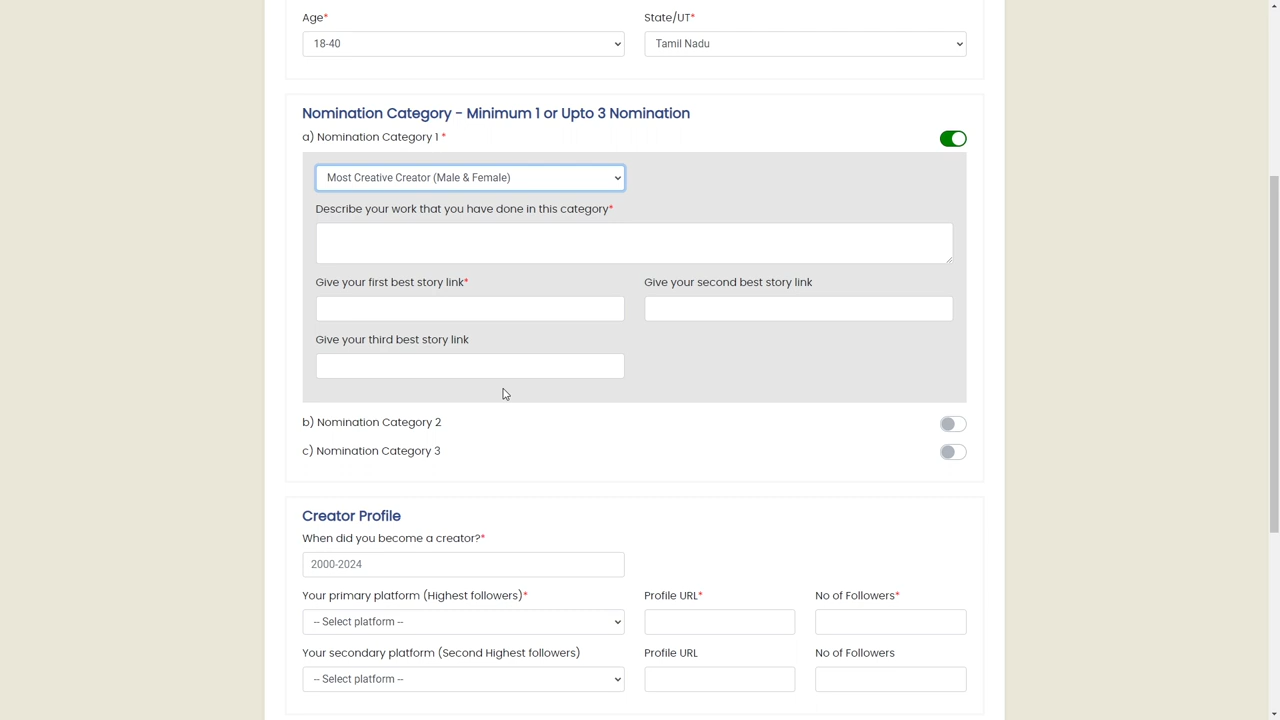 Age*
State/UT*
18-40
Tamil Nadu
Nomination Category - Minimum 1 or Upto 3 Nomination
a) Nomination Category 1 *
Most Creative Creator (Male & Female)
Describe your work that you have done in this category*
Give your first best story link*
Give your second best story link
Give your third best story link
b) Nomination Category 2
c) Nomination Category 3
Creator Profile
When did you become a creator?*
2000-2024
Your primary platform (Highest followers)*
Profile URL*
No of Followers*
-- Select platform --
Your secondary platform (Second Highest followers)
Profile URL
No of Followers
-- Select platform --